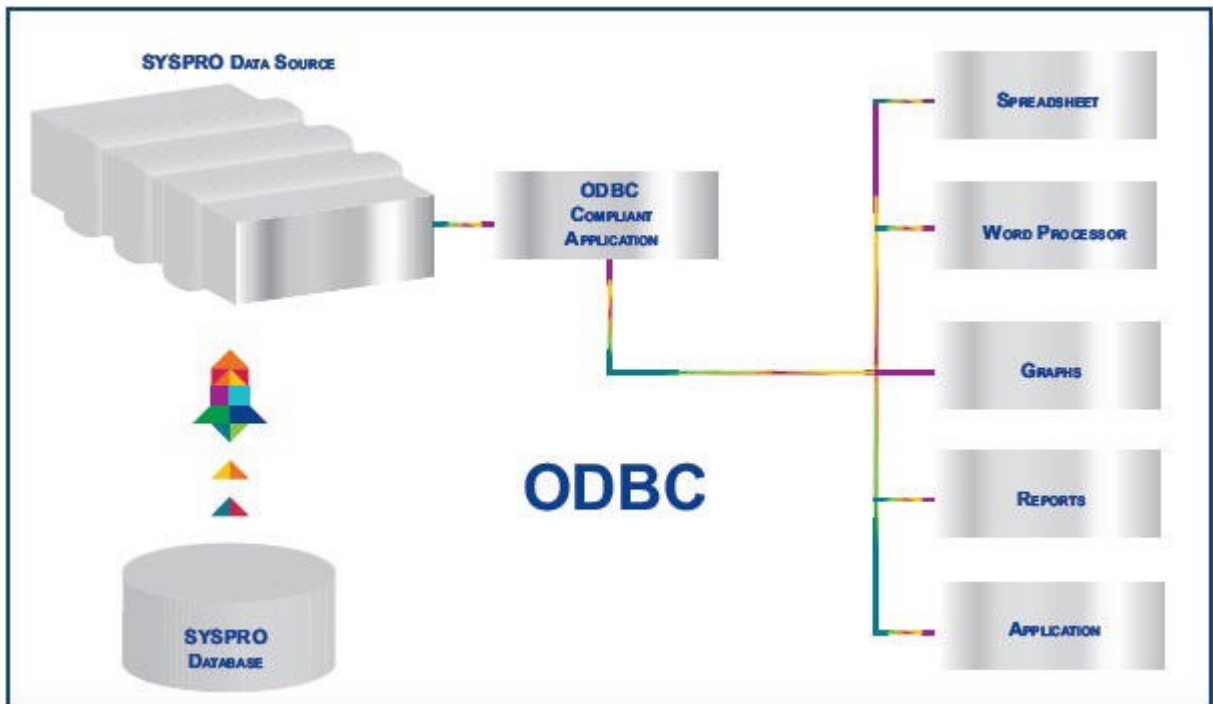 SYSPRO DATA SOURCE
ODBC
COMPLIANT
APPLICATION
SPREADSHEET
WORD PROCESSOR
GRAPHS
REPORTS
APPLICATION
ODBC
SYSPRO
DATABASE